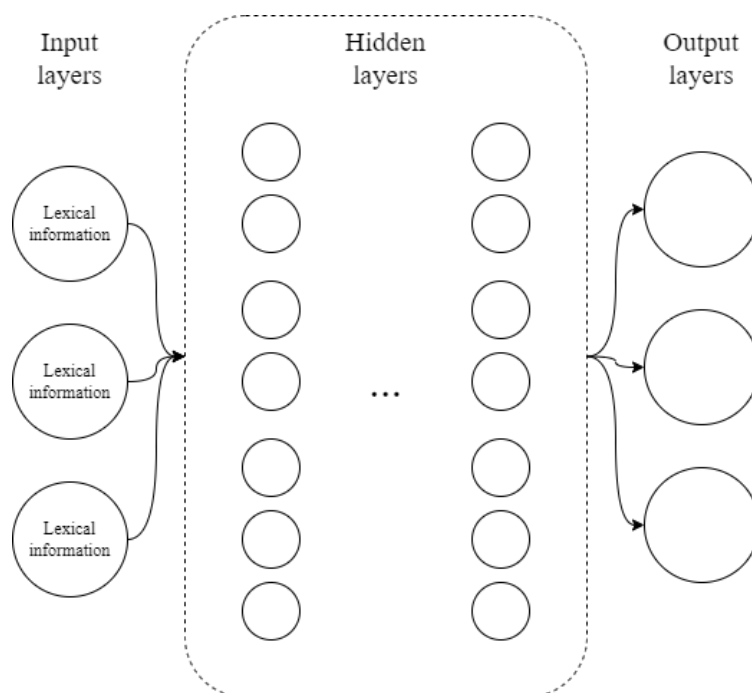 Input
layers
Hidden
layers
Output
layers
Lexical
information
Lexical
information
...
Lexical
information